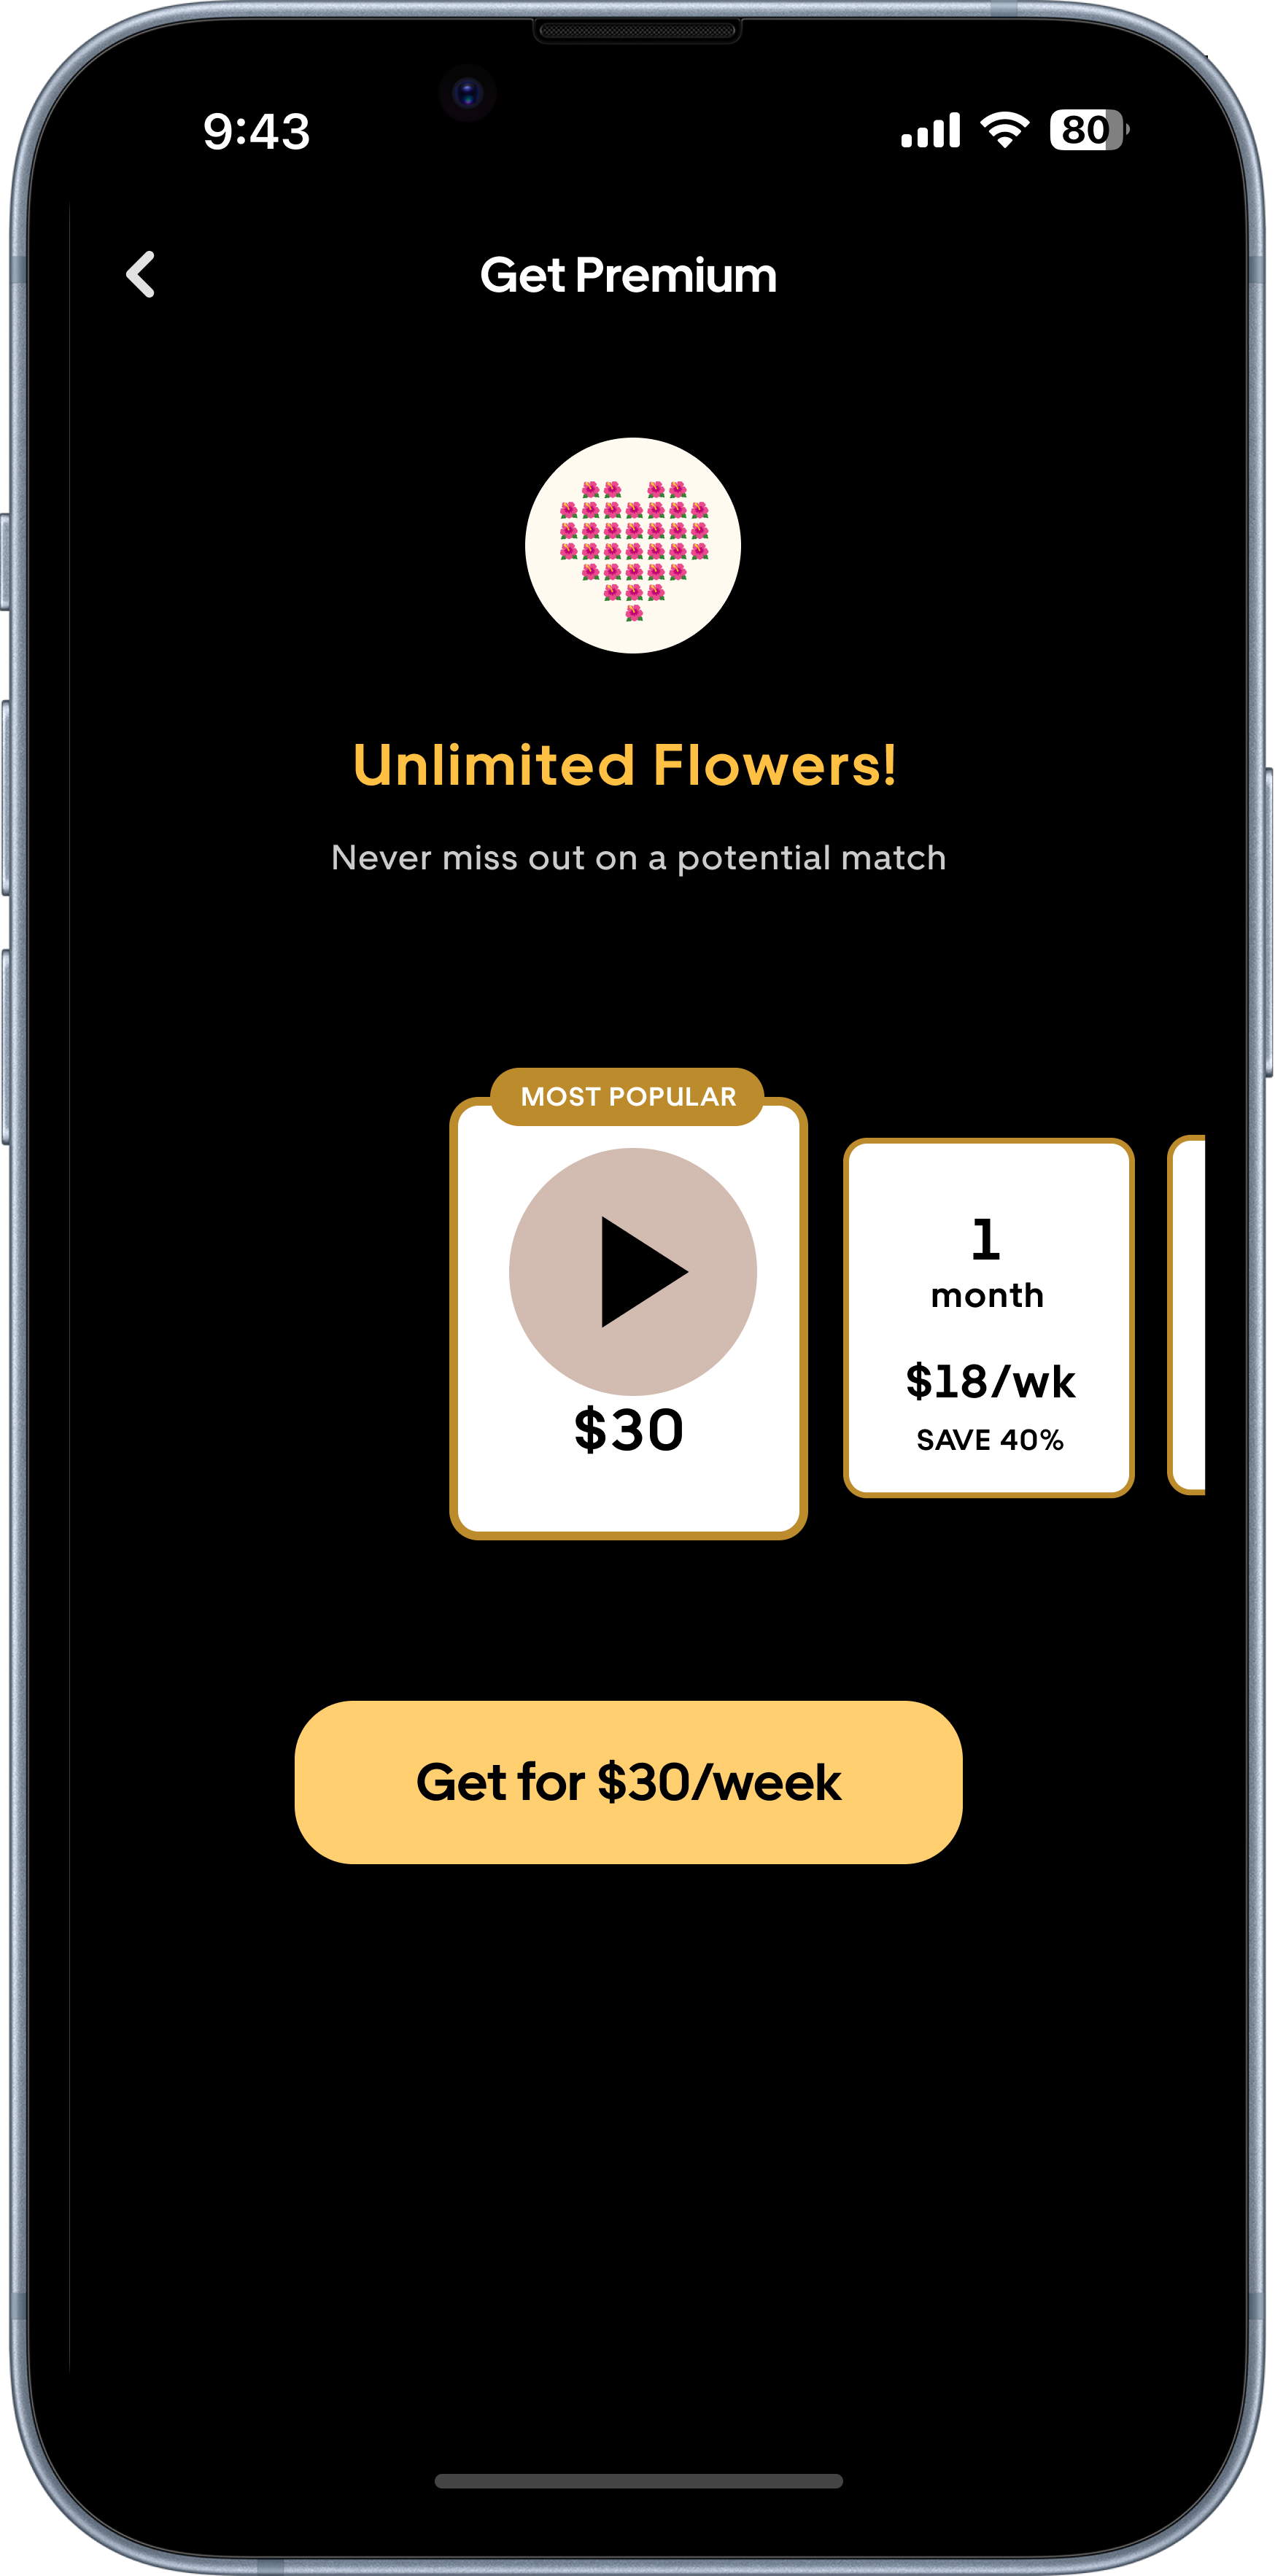 9:43
80
Get Premium
Unlimited Flowers!
Never miss out on a potential match
MOST POPULAR
$30
1
month
$18/wk
SAVE 40%
Get for $30/week